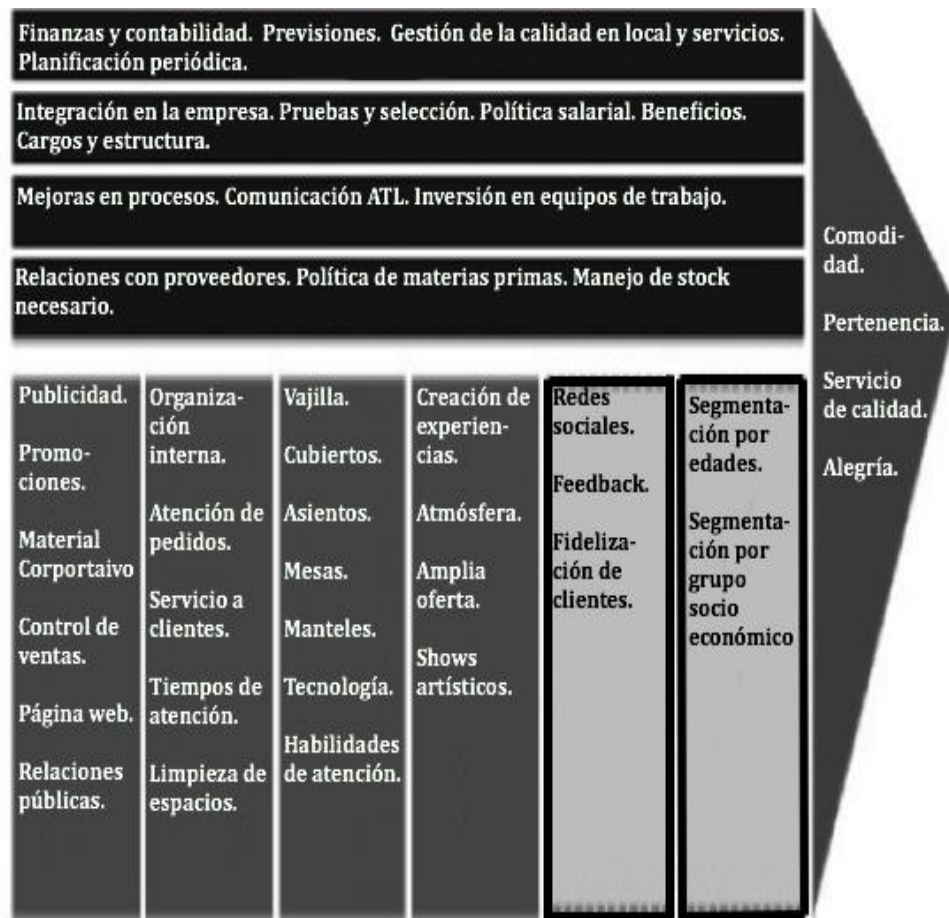 Finanzas y contabilidad. Previsiones. Gestión de la calidad en local y servicios.
Planificación periódica.
Integración en la empresa. Pruebas y selección. Política salarial. Beneficios.
Cargos y estructura.
Mejoras en procesos. Comunicación ATL. Inversión en equipos de trabajo.
Relaciones con proveedores. Política de materias primas. Manejo de stock
necesario.
Publicidad.
Promo-
ciones.
Material
Corportaivo
Control de
ventas.
Página web.
Relaciones
públicas.
Organiza-
ción
interna.
Atención de
pedidos.
Servicio a
clientes.
Tiempos de
atención.
Limpieza de
espacios.
Vajilla.
Cubiertos.
Asientos.
Mesas.
Manteles.
Tecnología.
Habilidades
de atención.
Creación de
experien-
cias.
Atmósfera.
Amplia
oferta.
Shows
artísticos.
Redes
sociales.
Feedback.
Fideliza-
ción de
clientes.
Segmenta-
ción por
edades.
Segmenta-
ción por
grupo
socio
económico
Comodi-
dad.
Pertenencia.
Servicio
de calidad.
Alegría.